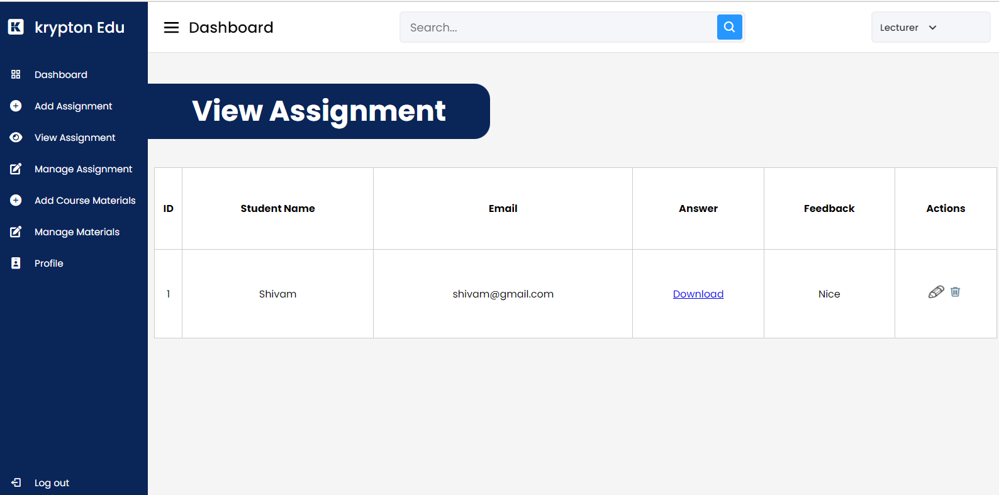 krypton Edu
Dashboard
Add Assignment
View Assignment
Manage Assignment
Add Course Materials
Manage Materials
Profile
Log out
Dashboard
Search...
Lecturer
View Assignment
ID Student Name Email Answer Feedback Actions
1 Shivam shivam@gmail.com Download Nice